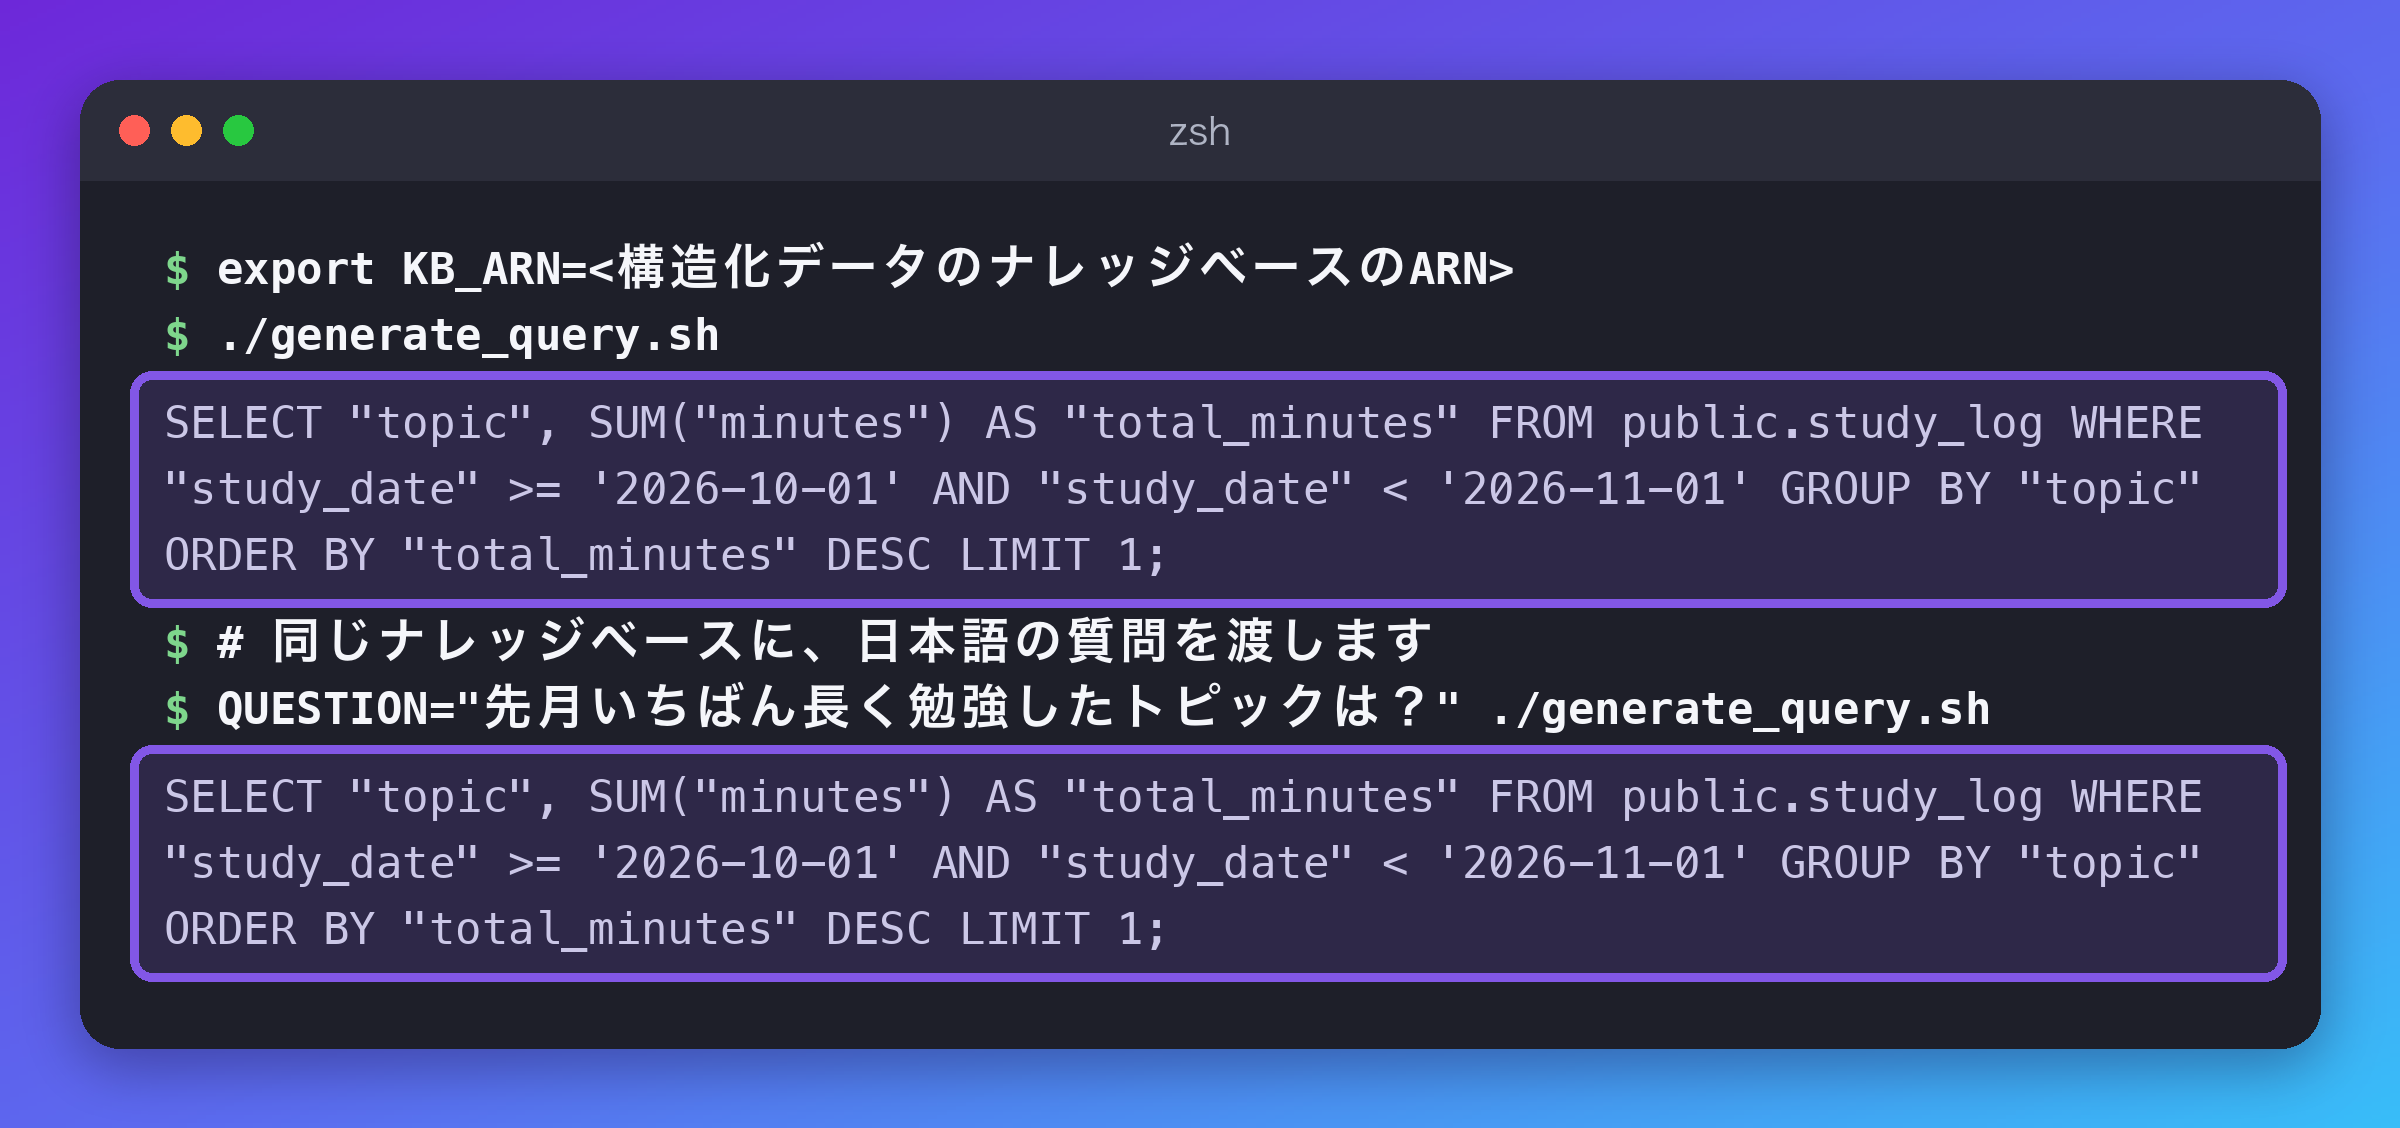 zsh
$ export KB_ARN=<構造化データのナレッジベースのARN>
$ ./generate_query.sh
SELECT "topic", SUM("minutes") AS "total_minutes" FROM public.study_log WHERE
"study_date" >= '2026-10-01' AND "study_date" < '2026-11-01' GROUP BY "topic"
ORDER BY "total_minutes" DESC LIMIT 1;
$ # 同じナレッジベースに、日本語の質問を渡します
$ QUESTION="先月いちばん長く勉強したトピックは？" ./generate_query.sh
SELECT "topic", SUM("minutes") AS "total_minutes" FROM public.study_log WHERE
"study_date" >= '2026-10-01' AND "study_date" < '2026-11-01' GROUP BY "topic"
ORDER BY "total_minutes" DESC LIMIT 1;